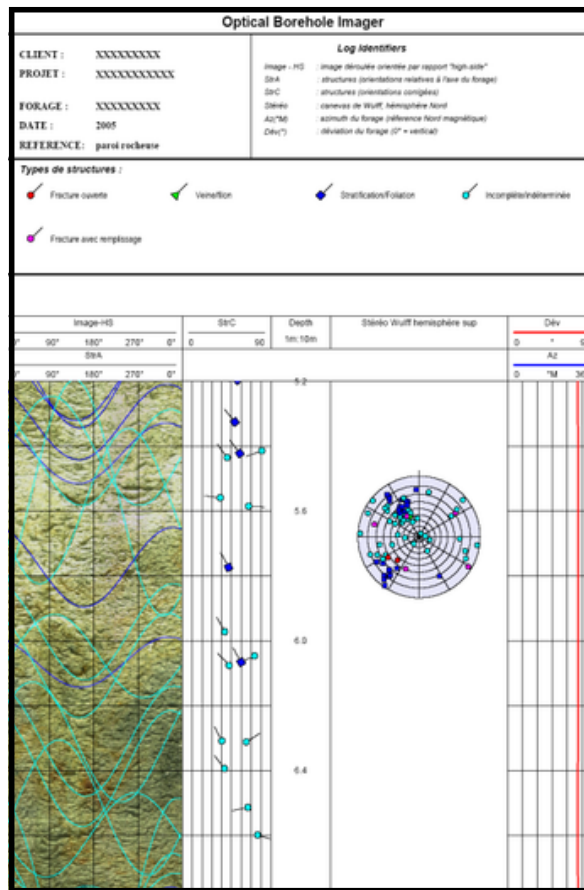 Optical Borehole Imager
CLIENT : XXXXXXXXX
PROJET : XXXXXXXXXXX
FORAGE : XXXXXXXXX
DATE : 2005
REFERENCE: paroi rocheuse
Log Identifiers
Image - HS : image déroulée orientée par rapport "high-side"
StrA : structures (orientations relatives à l'axe du forage)
StrC : structures (orientations corrigées)
Stéréo : canevas de Wulff, hémisphère Nord
Az(°M) : azimuth du forage (référence Nord magnétique)
Dév(°) : déviation du forage (0° = vertical)
Types de structures :
Fracture ouverte
Veine/filon
Stratification/Foliation
Incomplète/indéterminée
Fracture avec remplissage
Image-HS StrC Depth Stéréo Wulff hemisphère sup Dév
90° 180° 270° 0° 0 90 1m:10m 0 °
StrA Az
90° 180° 270° 0° 0 °M
5.2
5.6
6.0
6.4